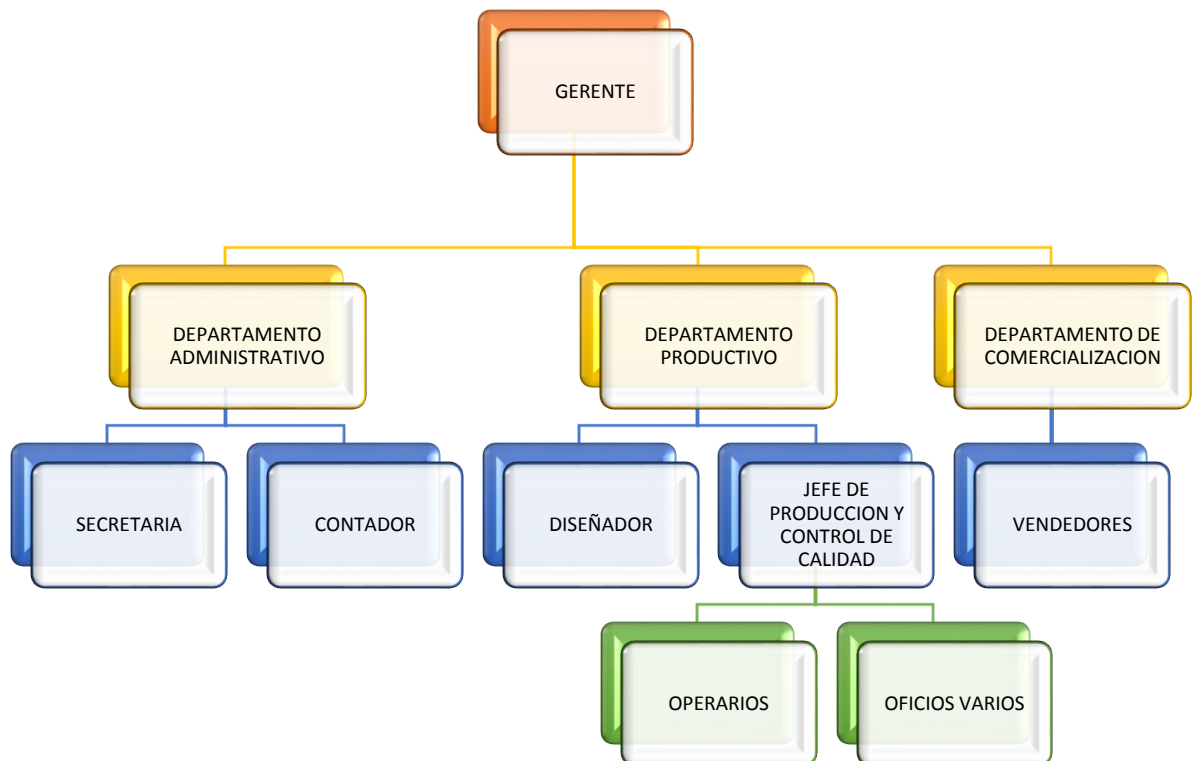 GERENTE
DEPARTAMENTO
ADMINISTRATIVO
DEPARTAMENTO
PRODUCTIVO
DEPARTAMENTO DE
COMERCIALIZACION
SECRETARIA
CONTADOR
DISEÑADOR
JEFE DE
PRODUCCION Y
CONTROL DE
CALIDAD
VENDEDORES
OPERARIOS
OFICIOS VARIOS